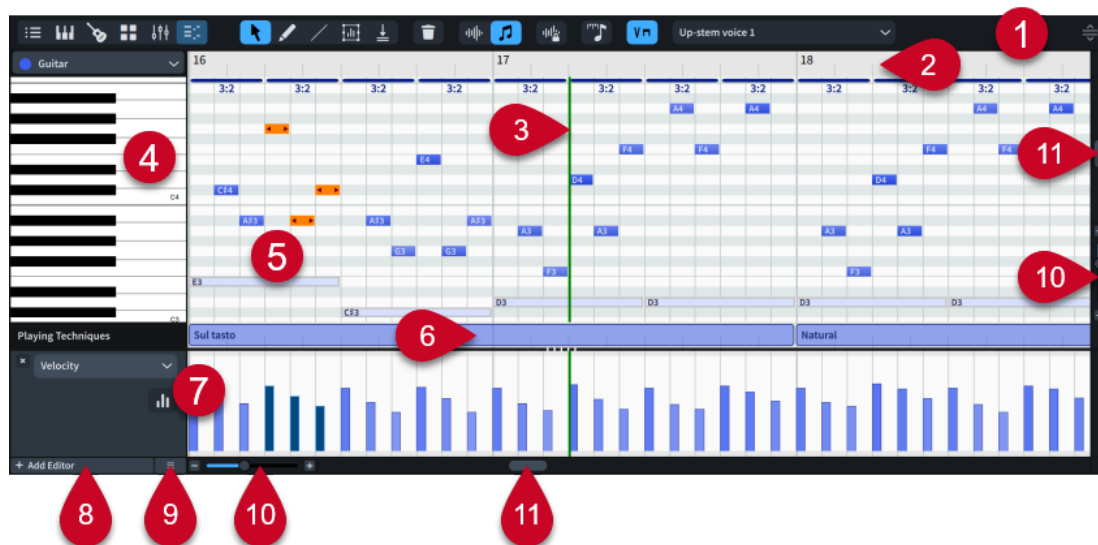 V Up-stem voice 1
1
Guitar 16 17 18
2
3:2 3:2 3:2 3:2 3:2 3:2 3:2 3:2 3:2 3:2 3:2 3:2
A4 A4 A4 A4
3
F4 F4 F4 F4 11
4 E4
D4 D4
C♯4
C4
A♯3 A♯3 A♯3
A3 A3 A3 A3
5 G3 G3
F3 F3 10
E3
D3 D3 D3 D3
C♯3
C3
Playing Techniques Sul tasto 6 Natural
Velocity
7
+ Add Editor
8 9 10 11